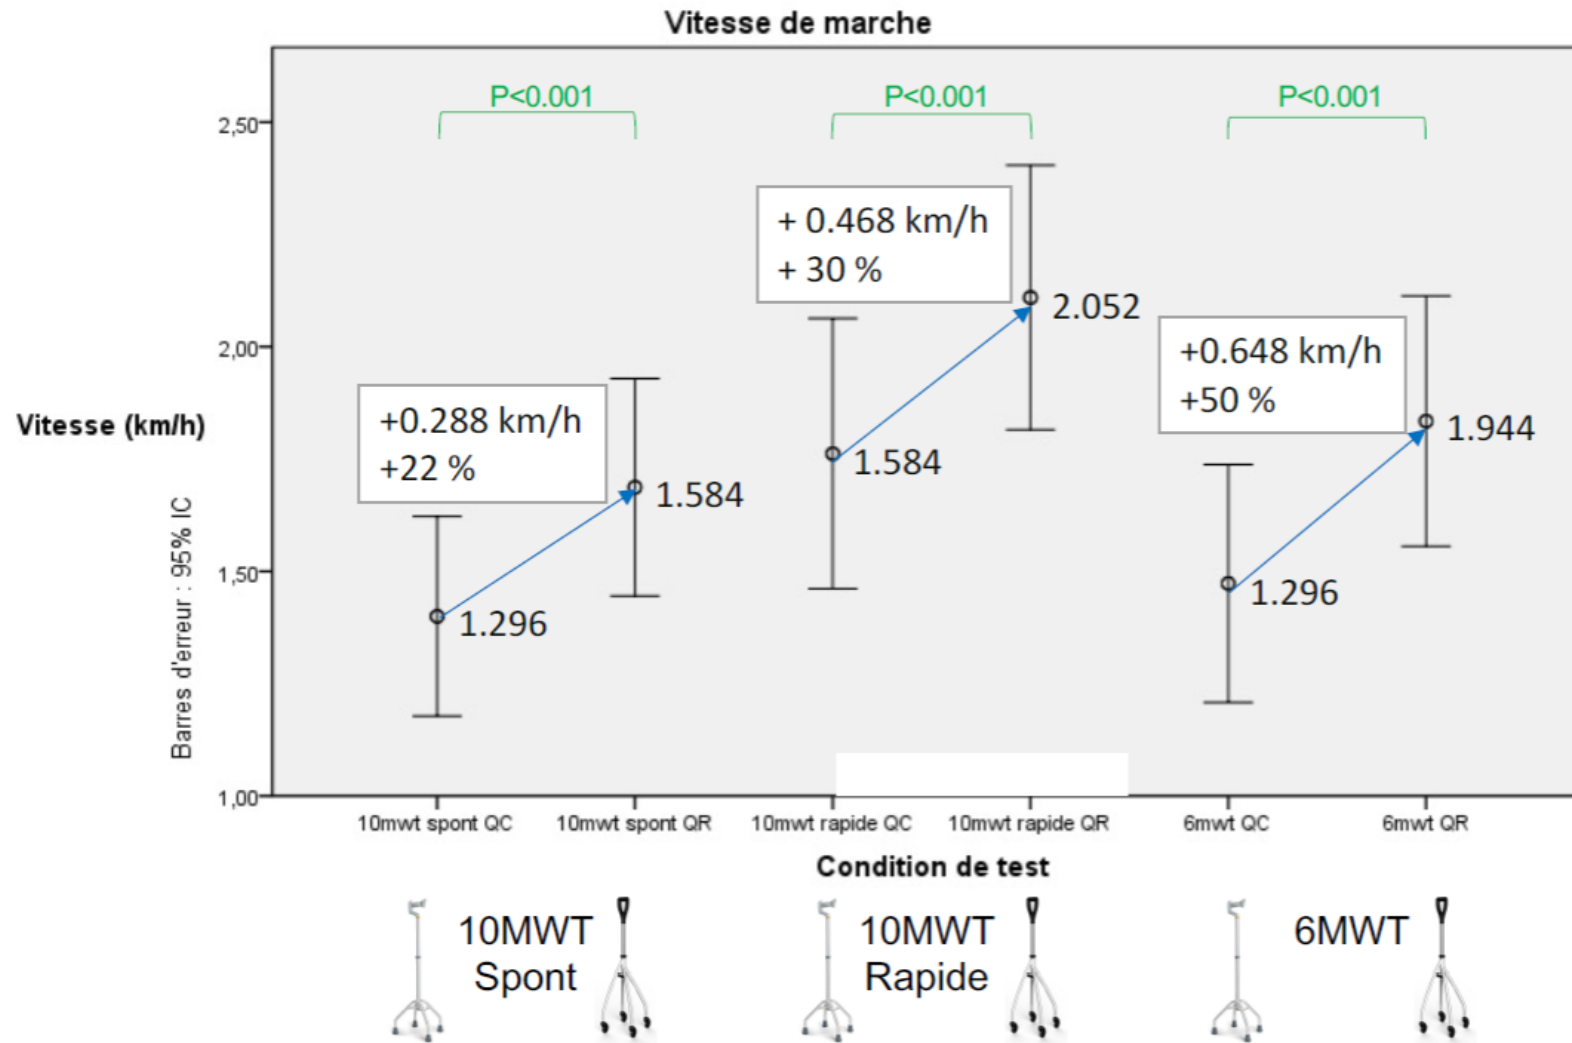 Vitesse de marche
P<0.001
P<0.001
P<0.001
2,50
2,00
1,50
1,00
Vitesse (km/h)
Barres d'erreur : 95% IC
+0.288 km/h
+22 %
1.296
1.584
+ 0.468 km/h
+ 30 %
1.584
2.052
+0.648 km/h
+50 %
1.296
1.944
10mwt spont QC
10mwt spont QR
10mwt rapide QC
10mwt rapide QR
6mwt QC
6mwt QR
Condition de test
10MWT
Spont
10MWT
Rapide
6MWT